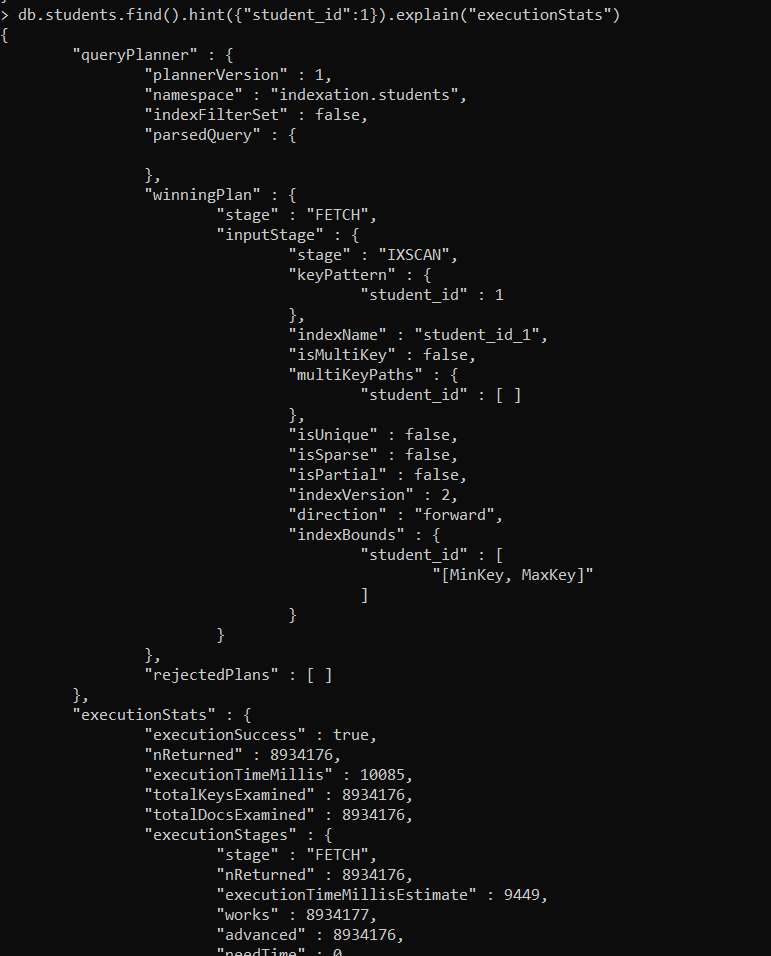 > db.students.find().hint({"student_id":1}).explain("executionStats")
{
        "queryPlanner" : {
                "plannerVersion" : 1,
                "namespace" : "indexation.students",
                "indexFilterSet" : false,
                "parsedQuery" : {

                },
                "winningPlan" : {
                        "stage" : "FETCH",
                        "inputStage" : {
                                "stage" : "IXSCAN",
                                "keyPattern" : {
                                        "student_id" : 1
                                },
                                "indexName" : "student_id_1",
                                "isMultiKey" : false,
                                "multiKeyPaths" : {
                                        "student_id" : [ ]
                                },
                                "isUnique" : false,
                                "isSparse" : false,
                                "isPartial" : false,
                                "indexVersion" : 2,
                                "direction" : "forward",
                                "indexBounds" : {
                                        "student_id" : [
                                                "[MinKey, MaxKey]"
                                        ]
                                }
                        }
                },
                "rejectedPlans" : [ ]
        },
        "executionStats" : {
                "executionSuccess" : true,
                "nReturned" : 8934176,
                "executionTimeMillis" : 10085,
                "totalKeysExamined" : 8934176,
                "totalDocsExamined" : 8934176,
                "executionStages" : {
                        "stage" : "FETCH",
                        "nReturned" : 8934176,
                        "executionTimeMillisEstimate" : 9449,
                        "works" : 8934177,
                        "advanced" : 8934176,
                        "needTime" : 0